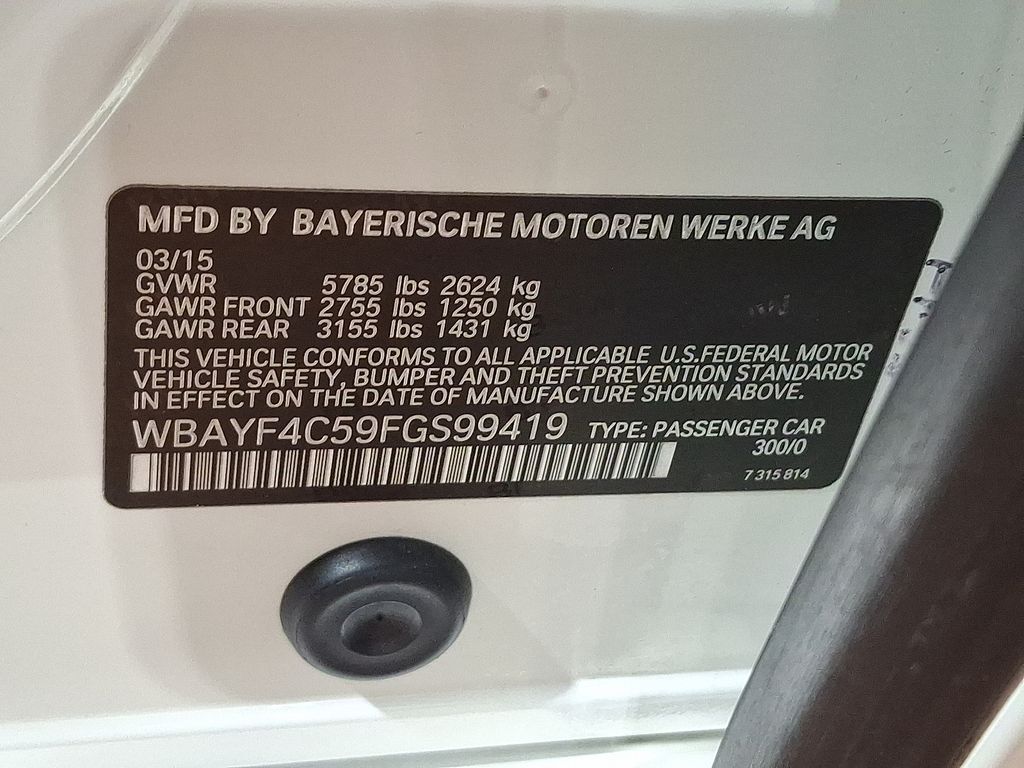 MFD BY BAYERISCHE MOTOREN WERKE AG
03/15
GVWR 5785 lbs 2624 kg
GAWR FRONT 2755 lbs 1250 kg
GAWR REAR 3155 lbs 1431 kg
THIS VEHICLE CONFORMS TO ALL APPLICABLE U.S.FEDERAL MOTOR
VEHICLE SAFETY, BUMPER AND THEFT PREVENTION STANDARDS
IN EFFECT ON THE DATE OF MANUFACTURE SHOWN ABOVE.
WBAYF4C59FGS99419 TYPE: PASSENGER CAR
300/0
7 315 814